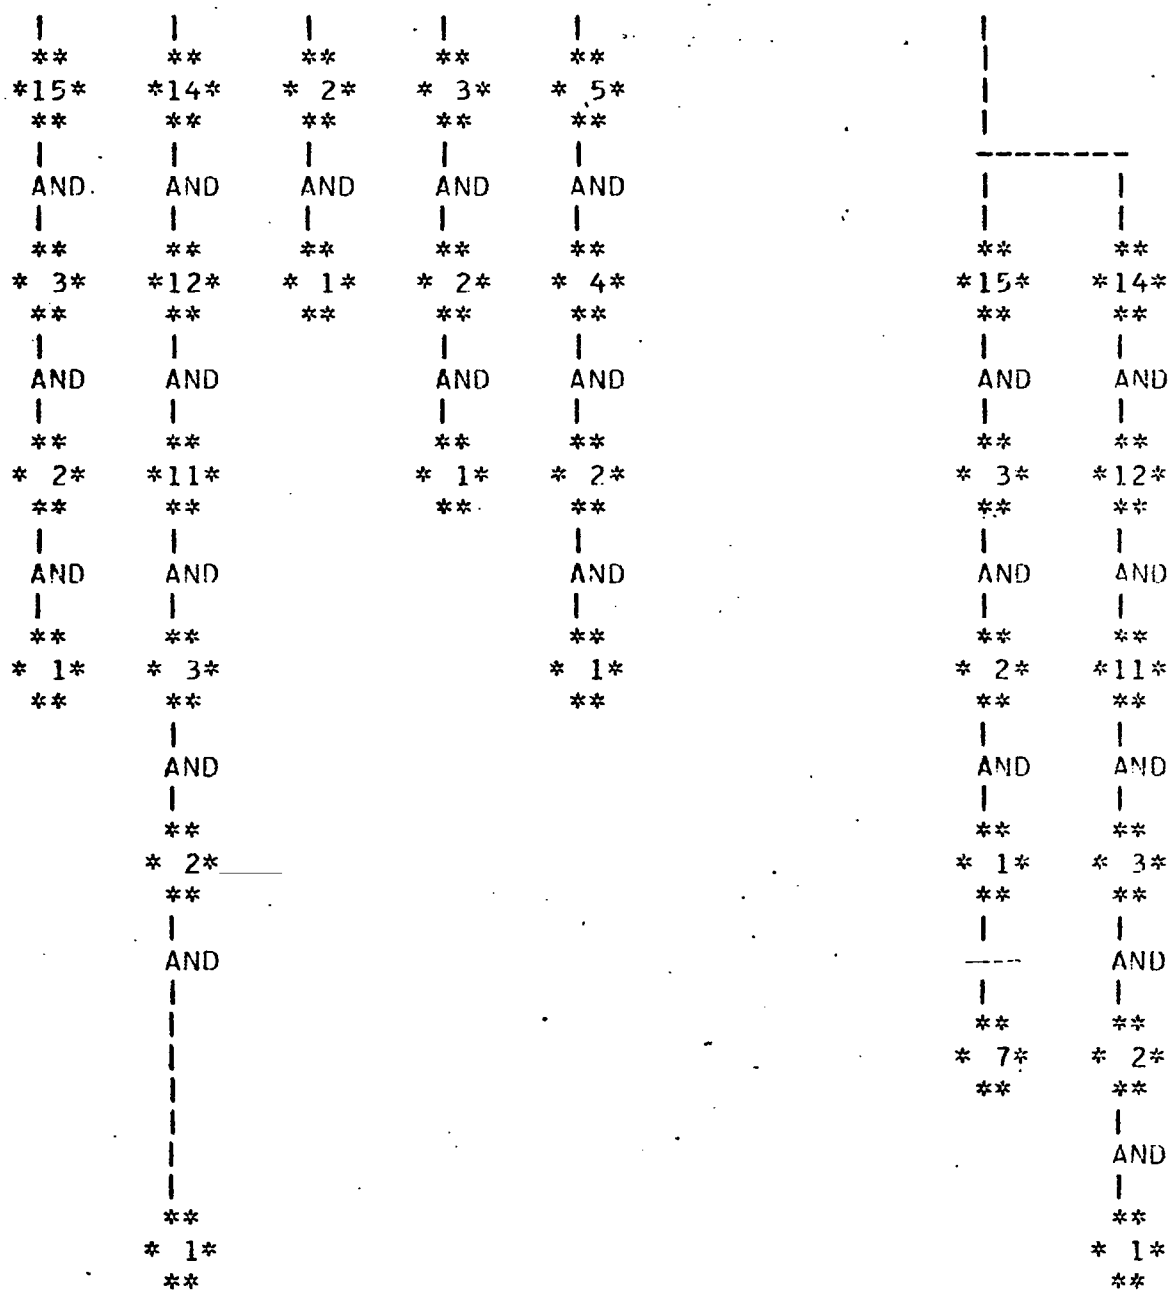 ** ** ** ** **
*15* *14* * 2* * 3* * 5*
** ** ** ** **
AND AND AND AND AND
** ** ** ** ** ** **
* 3* *12* * 1* * 2* * 4* *15* *14*
** ** ** ** ** ** **
AND AND AND AND AND AND
** ** ** ** ** **
* 2* *11* * 1* * 2* * 3* *12*
** ** ** ** ** **
AND AND AND AND AND
** ** ** ** **
* 1* * 3* * 1* * 2* *11*
** ** ** ** **
AND AND AND
** ** **
* 2* * 1* * 3*
** ** **
AND AND
** **
* 7* * 2*
** **
AND
** **
* 1* * 1*
** **